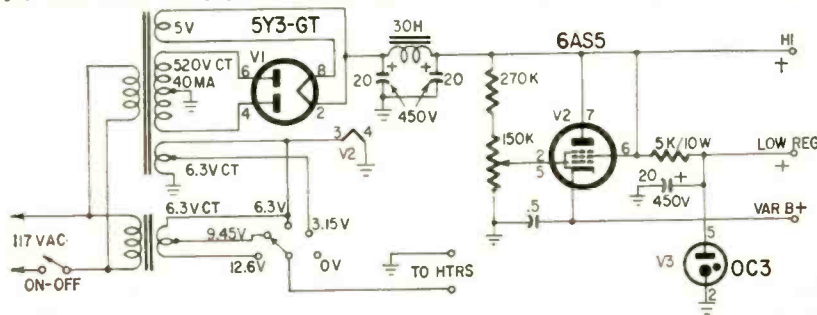 5V
5Y3-GT
V1
520V CT
40 MA
6
8
4
2
30H
20
+
+
20
450V
270K
150K
6AS5
V2
7
2
5
6
5K/10W
20
+
450V
.5
HI
+
LOW REG
+
VAR B+
V3
5
OC3
2
3
4
V2
6.3V CT
6.3V CT
6.3V
3.15V
9.45V
12.6V
0V
117 VAC
ON-OFF
TO HTRS